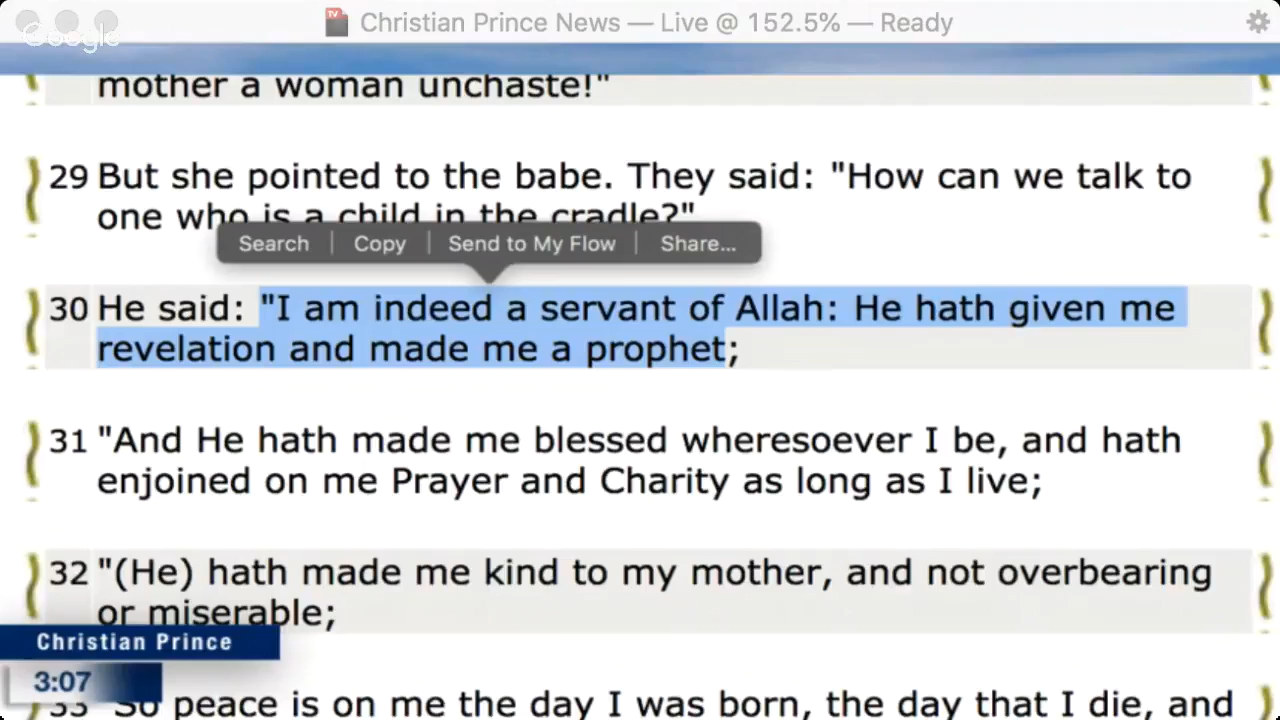 Christian Prince News — Live @ 152.5% — Ready
Google
mother a woman unchaste!"
29 But she pointed to the babe. They said: "How can we talk to
one who is a child in the cradle?"
Search Copy Send to My Flow Share...
30 He said: "I am indeed a servant of Allah: He hath given me
revelation and made me a prophet;
31 "And He hath made me blessed wheresoever I be, and hath
enjoined on me Prayer and Charity as long as I live;
32 "(He) hath made me kind to my mother, and not overbearing
or miserable;
Christian Prince
3:07
33 "So peace is on me the day I was born, the day that I die, and